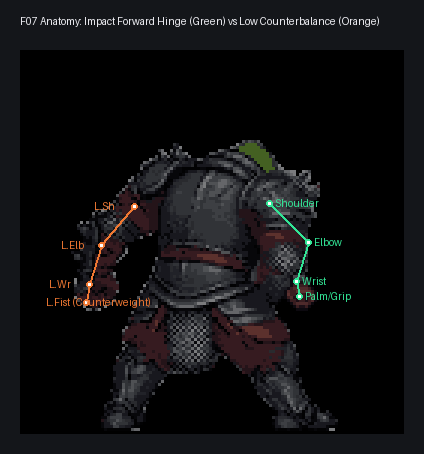 F07 Anatomy: Impact Forward Hinge (Green) vs Low Counterbalance (Orange)
L.Sh
Shoulder
L.Elb
Elbow
L.Wr
Wrist
L.Fist (Counterweight)
Palm/Grip